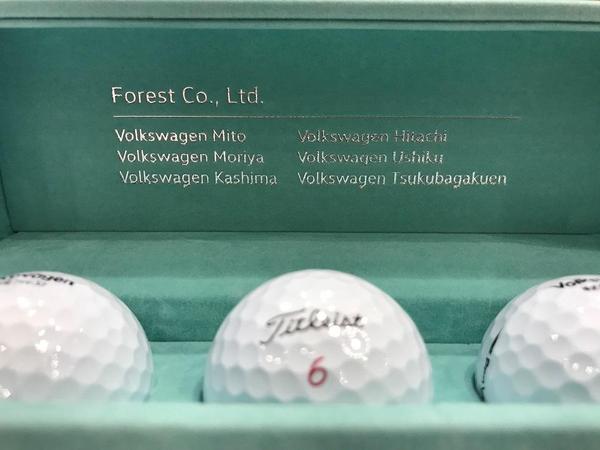 Forest Co., Ltd.
Volkswagen Mito Volkswagen Hitachi
Volkswagen Moriya Volkswagen Ushiku
Volkswagen Kashima Volkswagen Tsukubagakuen
Titleist
6